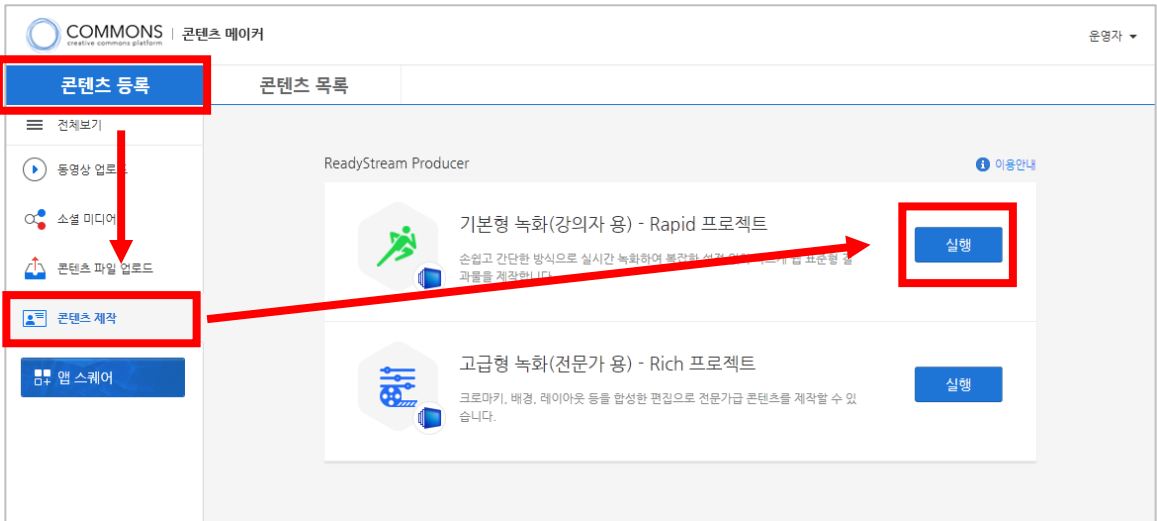 COMMONS
creative commons platform
콘텐츠 메이커
운영자
콘텐츠 등록
콘텐츠 목록
전체보기
동영상 업로드
소셜 미디어
콘텐츠 파일 업로드
콘텐츠 제작
앱 스퀘어
ReadyStream Producer
이용안내
기본형 녹화(강의자 용) - Rapid 프로젝트
손쉽고 간단한 방식으로 실시간 녹화하여 복잡한 표준형 결
과물을 제작합니다.
실행
고급형 녹화(전문가 용) - Rich 프로젝트
크로마키, 배경, 레이아웃 등을 합성한 편집으로 전문가급 콘텐츠를 제작할 수 있
습니다.
실행